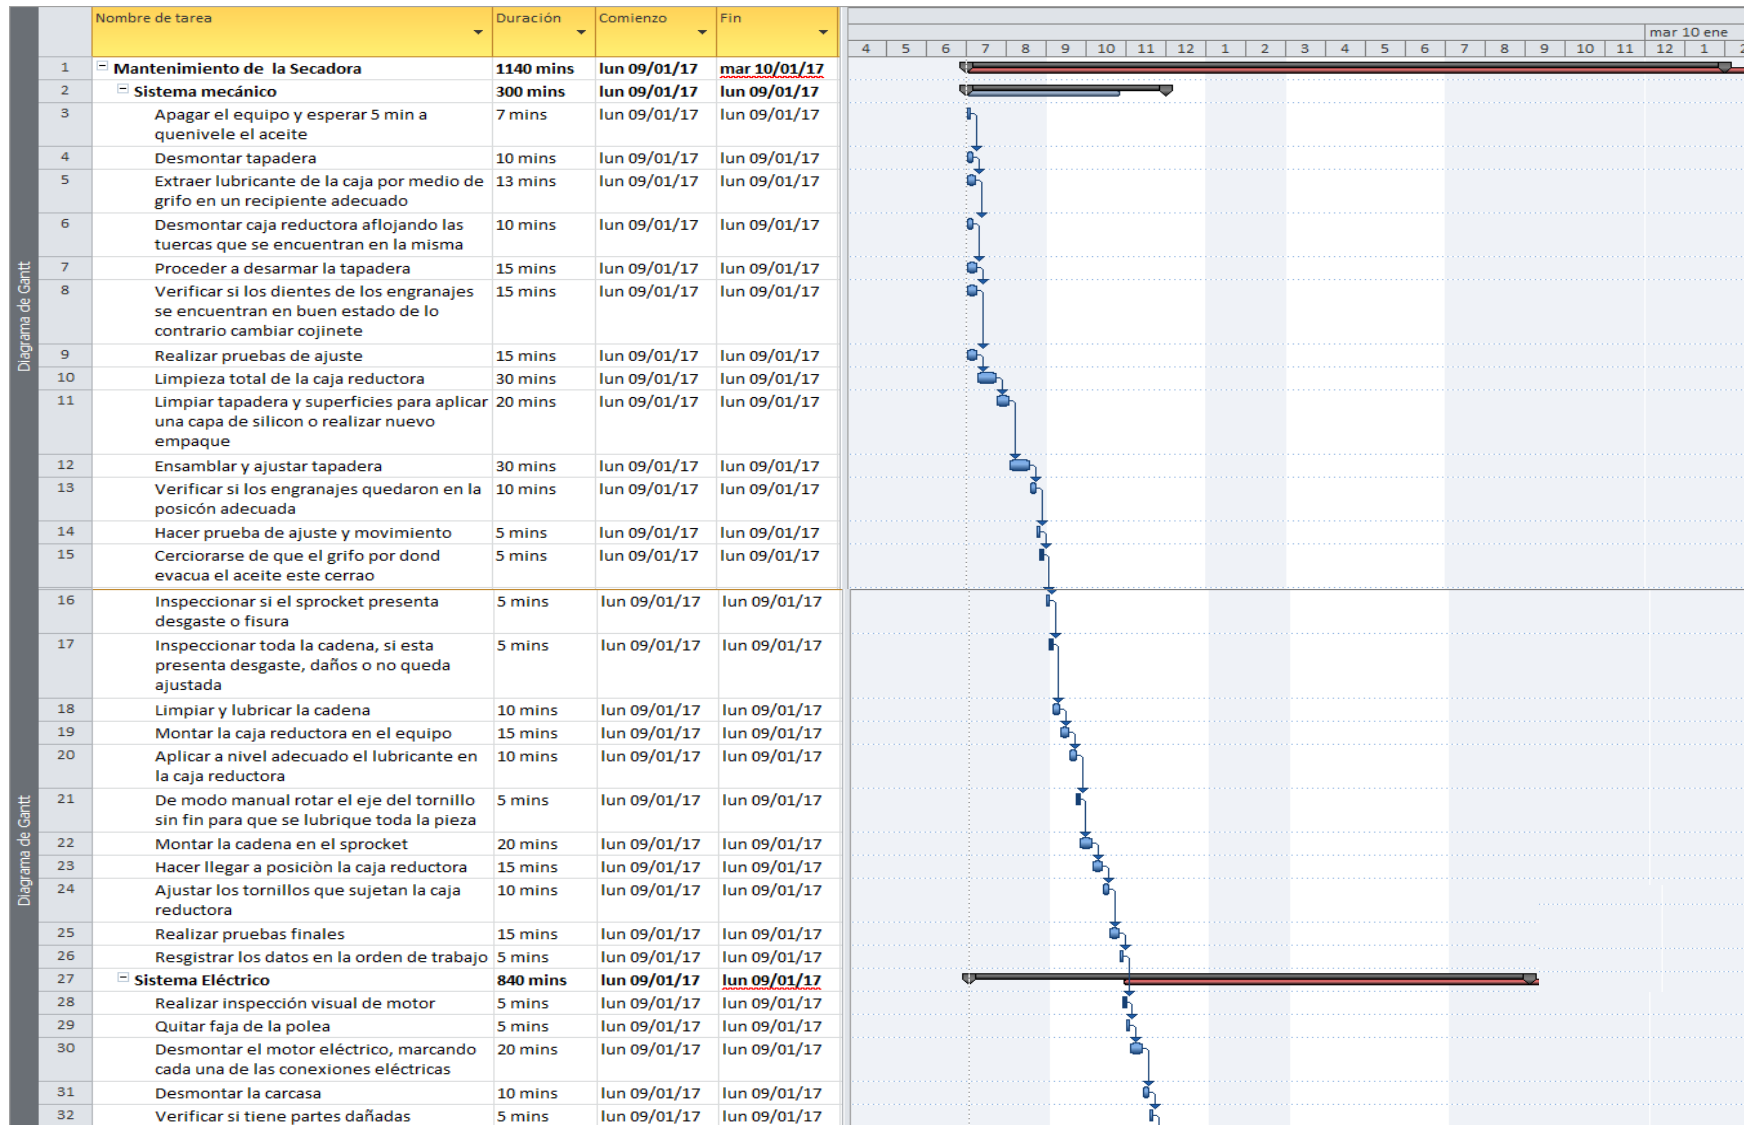 Nombre de tarea Duración Comienzo Fin
mar 10 ene
4 5 6 7 8 9 10 11 12 1 2 3 4 5 6 7 8 9 10 11 12 1 2
1 Mantenimiento de la Secadora 1140 mins lun 09/01/17 mar 10/01/17
2 Sistema mecánico 300 mins lun 09/01/17 lun 09/01/17
3 Apagar el equipo y esperar 5 min a 7 mins lun 09/01/17 lun 09/01/17
quenivele el aceite
4 Desmontar tapadera 10 mins lun 09/01/17 lun 09/01/17
5 Extraer lubricante de la caja por medio de 13 mins lun 09/01/17 lun 09/01/17
grifo en un recipiente adecuado
6 Desmontar caja reductora aflojando las 10 mins lun 09/01/17 lun 09/01/17
tuercas que se encuentran en la misma
7 Proceder a desarmar la tapadera 15 mins lun 09/01/17 lun 09/01/17
8 Verificar si los dientes de los engranajes 15 mins lun 09/01/17 lun 09/01/17
se encuentran en buen estado de lo
contrario cambiar cojinete
Diagrama de Gantt
9 Realizar pruebas de ajuste 15 mins lun 09/01/17 lun 09/01/17
10 Limpieza total de la caja reductora 30 mins lun 09/01/17 lun 09/01/17
11 Limpiar tapadera y superficies para aplicar 20 mins lun 09/01/17 lun 09/01/17
una capa de silicon o realizar nuevo
empaque
12 Ensamblar y ajustar tapadera 30 mins lun 09/01/17 lun 09/01/17
13 Verificar si los engranajes quedaron en la 10 mins lun 09/01/17 lun 09/01/17
posicón adecuada
14 Hacer prueba de ajuste y movimiento 5 mins lun 09/01/17 lun 09/01/17
15 Cerciorarse de que el grifo por dond 5 mins lun 09/01/17 lun 09/01/17
evacua el aceite este cerrao
16 Inspeccionar si el sprocket presenta 5 mins lun 09/01/17 lun 09/01/17
desgaste o fisura
17 Inspeccionar toda la cadena, si esta 5 mins lun 09/01/17 lun 09/01/17
presenta desgaste, daños o no queda
ajustada
18 Limpiar y lubricar la cadena 10 mins lun 09/01/17 lun 09/01/17
19 Montar la caja reductora en el equipo 15 mins lun 09/01/17 lun 09/01/17
20 Aplicar a nivel adecuado el lubricante en 10 mins lun 09/01/17 lun 09/01/17
la caja reductora
21 De modo manual rotar el eje del tornillo 5 mins lun 09/01/17 lun 09/01/17
sin fin para que se lubrique toda la pieza
22 Montar la cadena en el sprocket 20 mins lun 09/01/17 lun 09/01/17
Diagrama de Gantt
23 Hacer llegar a posiciòn la caja reductora 15 mins lun 09/01/17 lun 09/01/17
24 Ajustar los tornillos que sujetan la caja 10 mins lun 09/01/17 lun 09/01/17
reductora
25 Realizar pruebas finales 15 mins lun 09/01/17 lun 09/01/17
26 Resgistrar los datos en la orden de trabajo 5 mins lun 09/01/17 lun 09/01/17
27 Sistema Eléctrico 840 mins lun 09/01/17 lun 09/01/17
28 Realizar inspección visual de motor 5 mins lun 09/01/17 lun 09/01/17
29 Quitar faja de la polea 5 mins lun 09/01/17 lun 09/01/17
30 Desmontar el motor eléctrico, marcando 20 mins lun 09/01/17 lun 09/01/17
cada una de las conexiones eléctricas
31 Desmontar la carcasa 10 mins lun 09/01/17 lun 09/01/17
32 Verificar si tiene partes dañadas 5 mins lun 09/01/17 lun 09/01/17